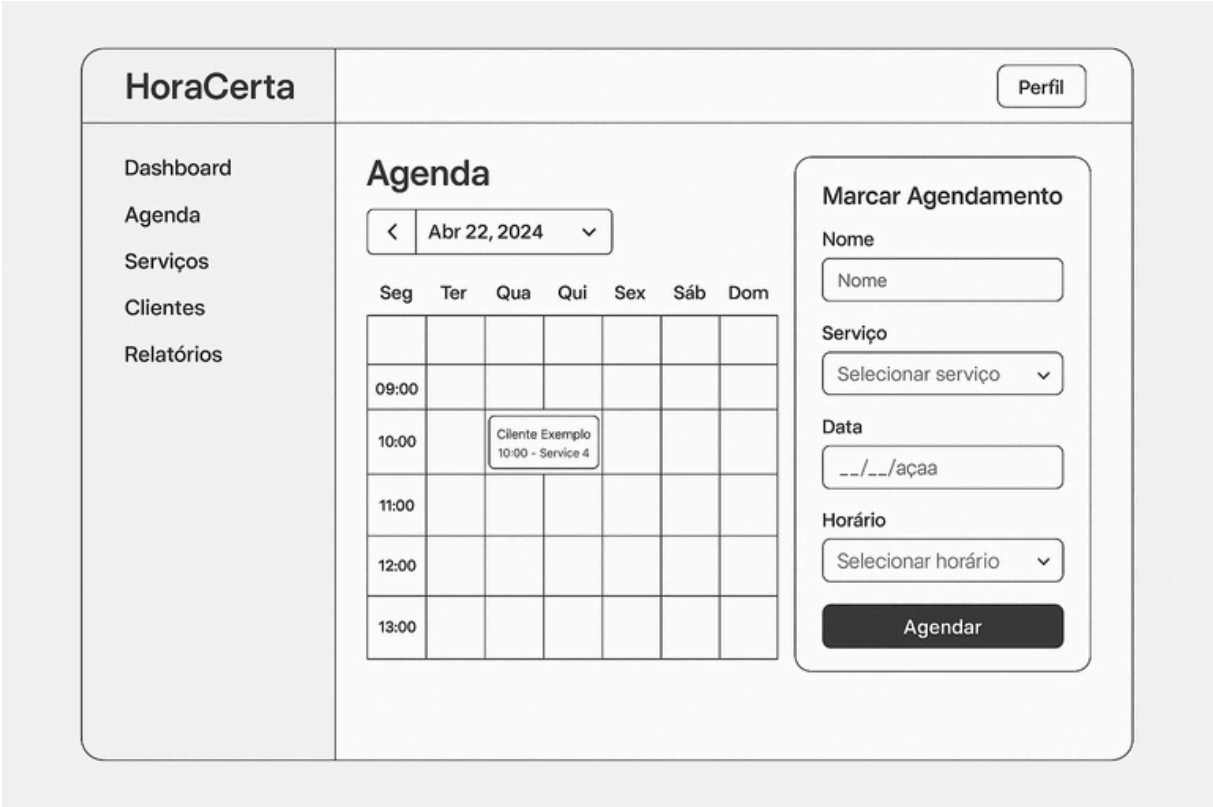 HoraCerta
Perfil
Dashboard
Agenda
Serviços
Clientes
Relatórios
Agenda
Abr 22, 2024
Seg Ter Qua Qui Sex Sáb Dom
09:00
10:00
Cilente Exemplo
10:00 - Service 4
11:00
12:00
13:00
Marcar Agendamento
Nome
Nome
Serviço
Selecionar serviço
Data
__/__/açaa
Horário
Selecionar horário
Agendar